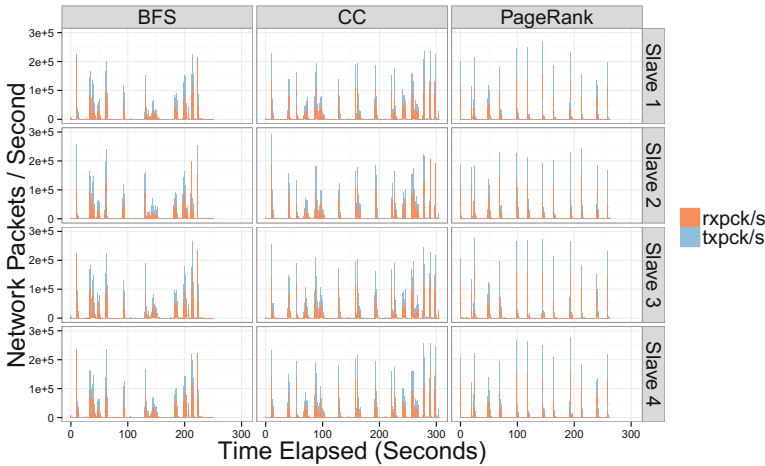 BFS CC PageRank
3e+5
2e+5
1e+5
0
Slave 1
3e+5
2e+5
1e+5
0
Slave 2
3e+5
2e+5
1e+5
0
Slave 3
3e+5
2e+5
1e+5
0
Slave 4
0 100 200 300 0 100 200 300 0 100 200 300
Network Packets / Second
Time Elapsed (Seconds)
rxpck/s
txpck/s